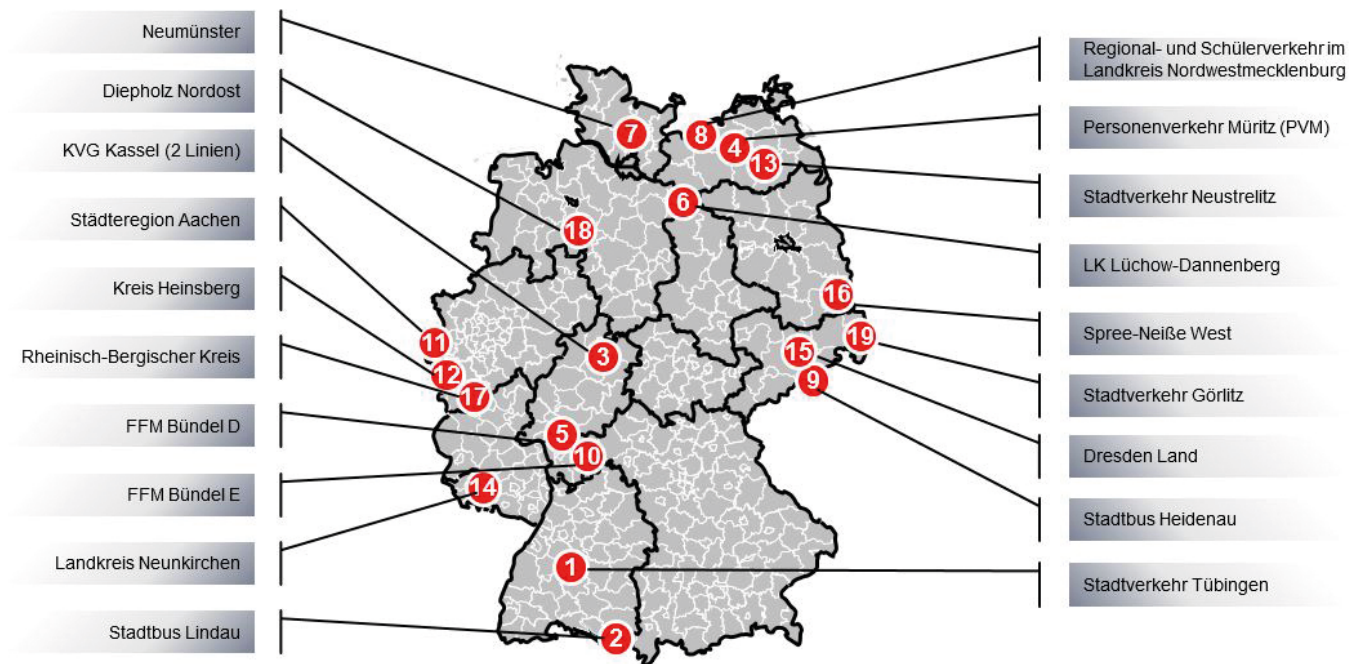 Neumünster
Diepholz Nordost
KVG Kassel (2 Linien)
Städteregion Aachen
Kreis Heinsberg
Rheinisch-Bergischer Kreis
FFM Bündel D
FFM Bündel E
Landkreis Neunkirchen
Stadtbus Lindau
7
8
4
13
6
18
16
11
19
3
15
12
9
17
5
10
14
1
2
Regional- und Schülerverkehr im
Landkreis Nordwestmecklenburg
Personenverkehr Müritz (PVM)
Stadtverkehr Neustrelitz
LK Lüchow-Dannenberg
Spree-Neiße West
Stadtverkehr Görlitz
Dresden Land
Stadtbus Heidenau
Stadtverkehr Tübingen